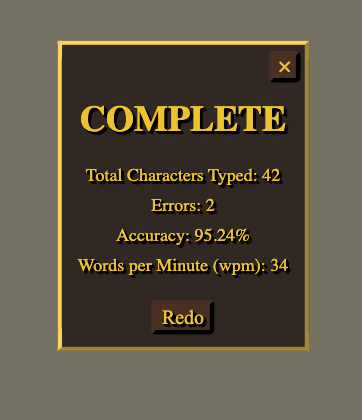 ×
COMPLETE
Total Characters Typed: 42
Errors: 2
Accuracy: 95.24%
Words per Minute (wpm): 34
Redo